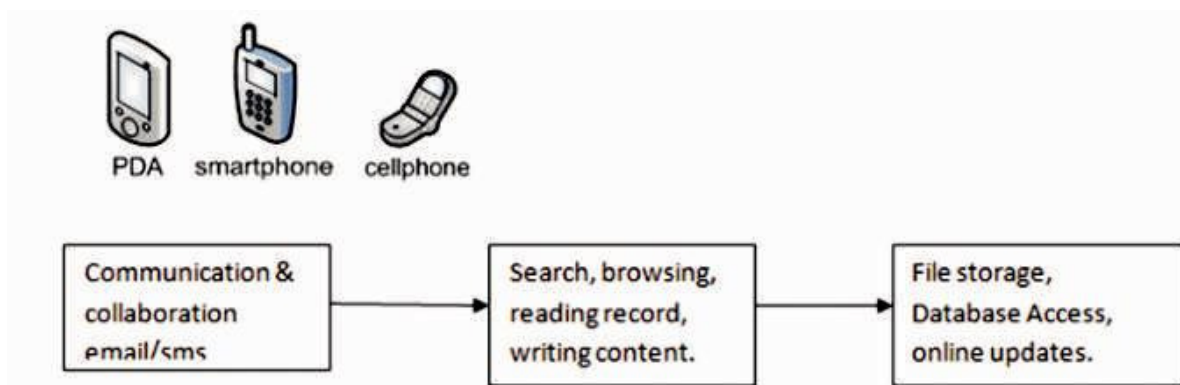 PDA smartphone cellphone
Communication &
collaboration
email/sms
Search, browsing,
reading record,
writing content.
File storage,
Database Access,
online updates.